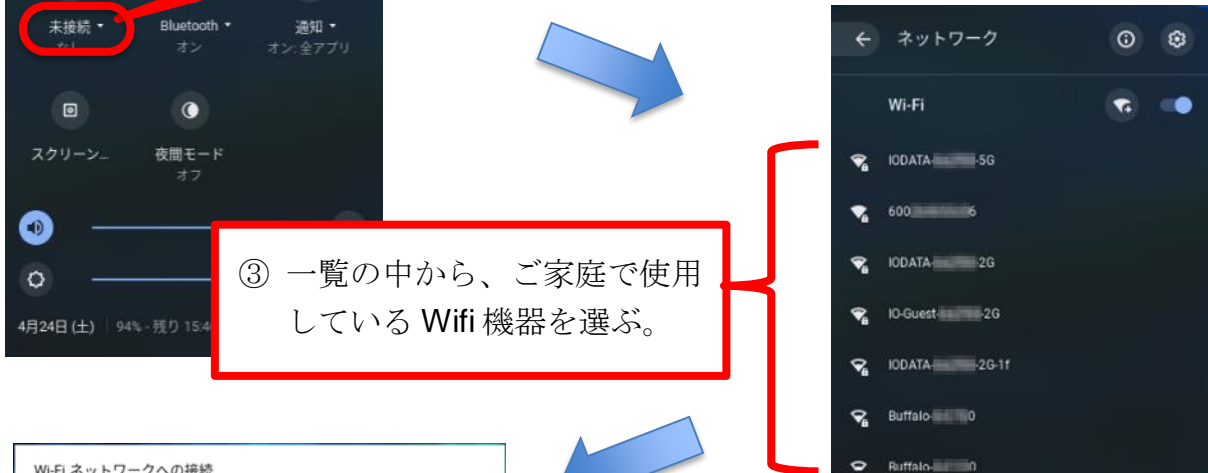 未接続
なし
Bluetooth
オン
通知
オン: 全アプリ
スクリーン...
夜間モード
オフ
4月24日 (土)
94% - 残り 15:4
③ 一覧の中から、ご家庭で使用
している Wifi 機器を選ぶ。
Wi-Fi ネットワークへの接続
ネットワーク
Wi-Fi
IODATA- -5G
600 6
IODATA- 2G
IO-Guest- -2G
IODATA- -2G-1f
Buffalo- 0
Buffalo- 0